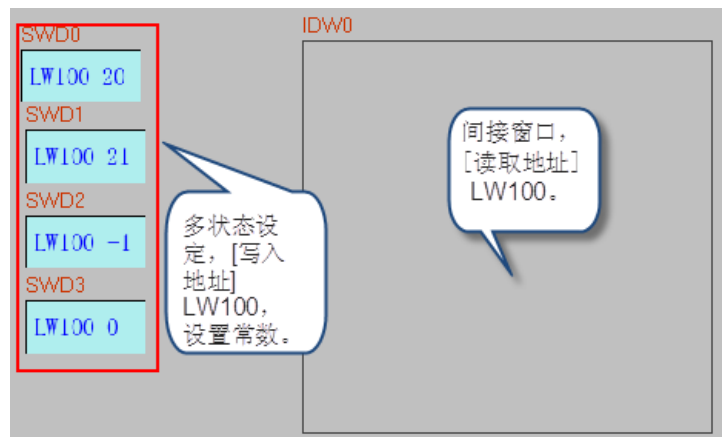 SWD0
LW100 20
SWD1
LW100 21
SWD2
LW100 -1
SWD3
LW100 0
多状态设
定，[写入
地址]
LW100，
设置常数。
IDW0
间接窗口，
[读取地址]
LW100。